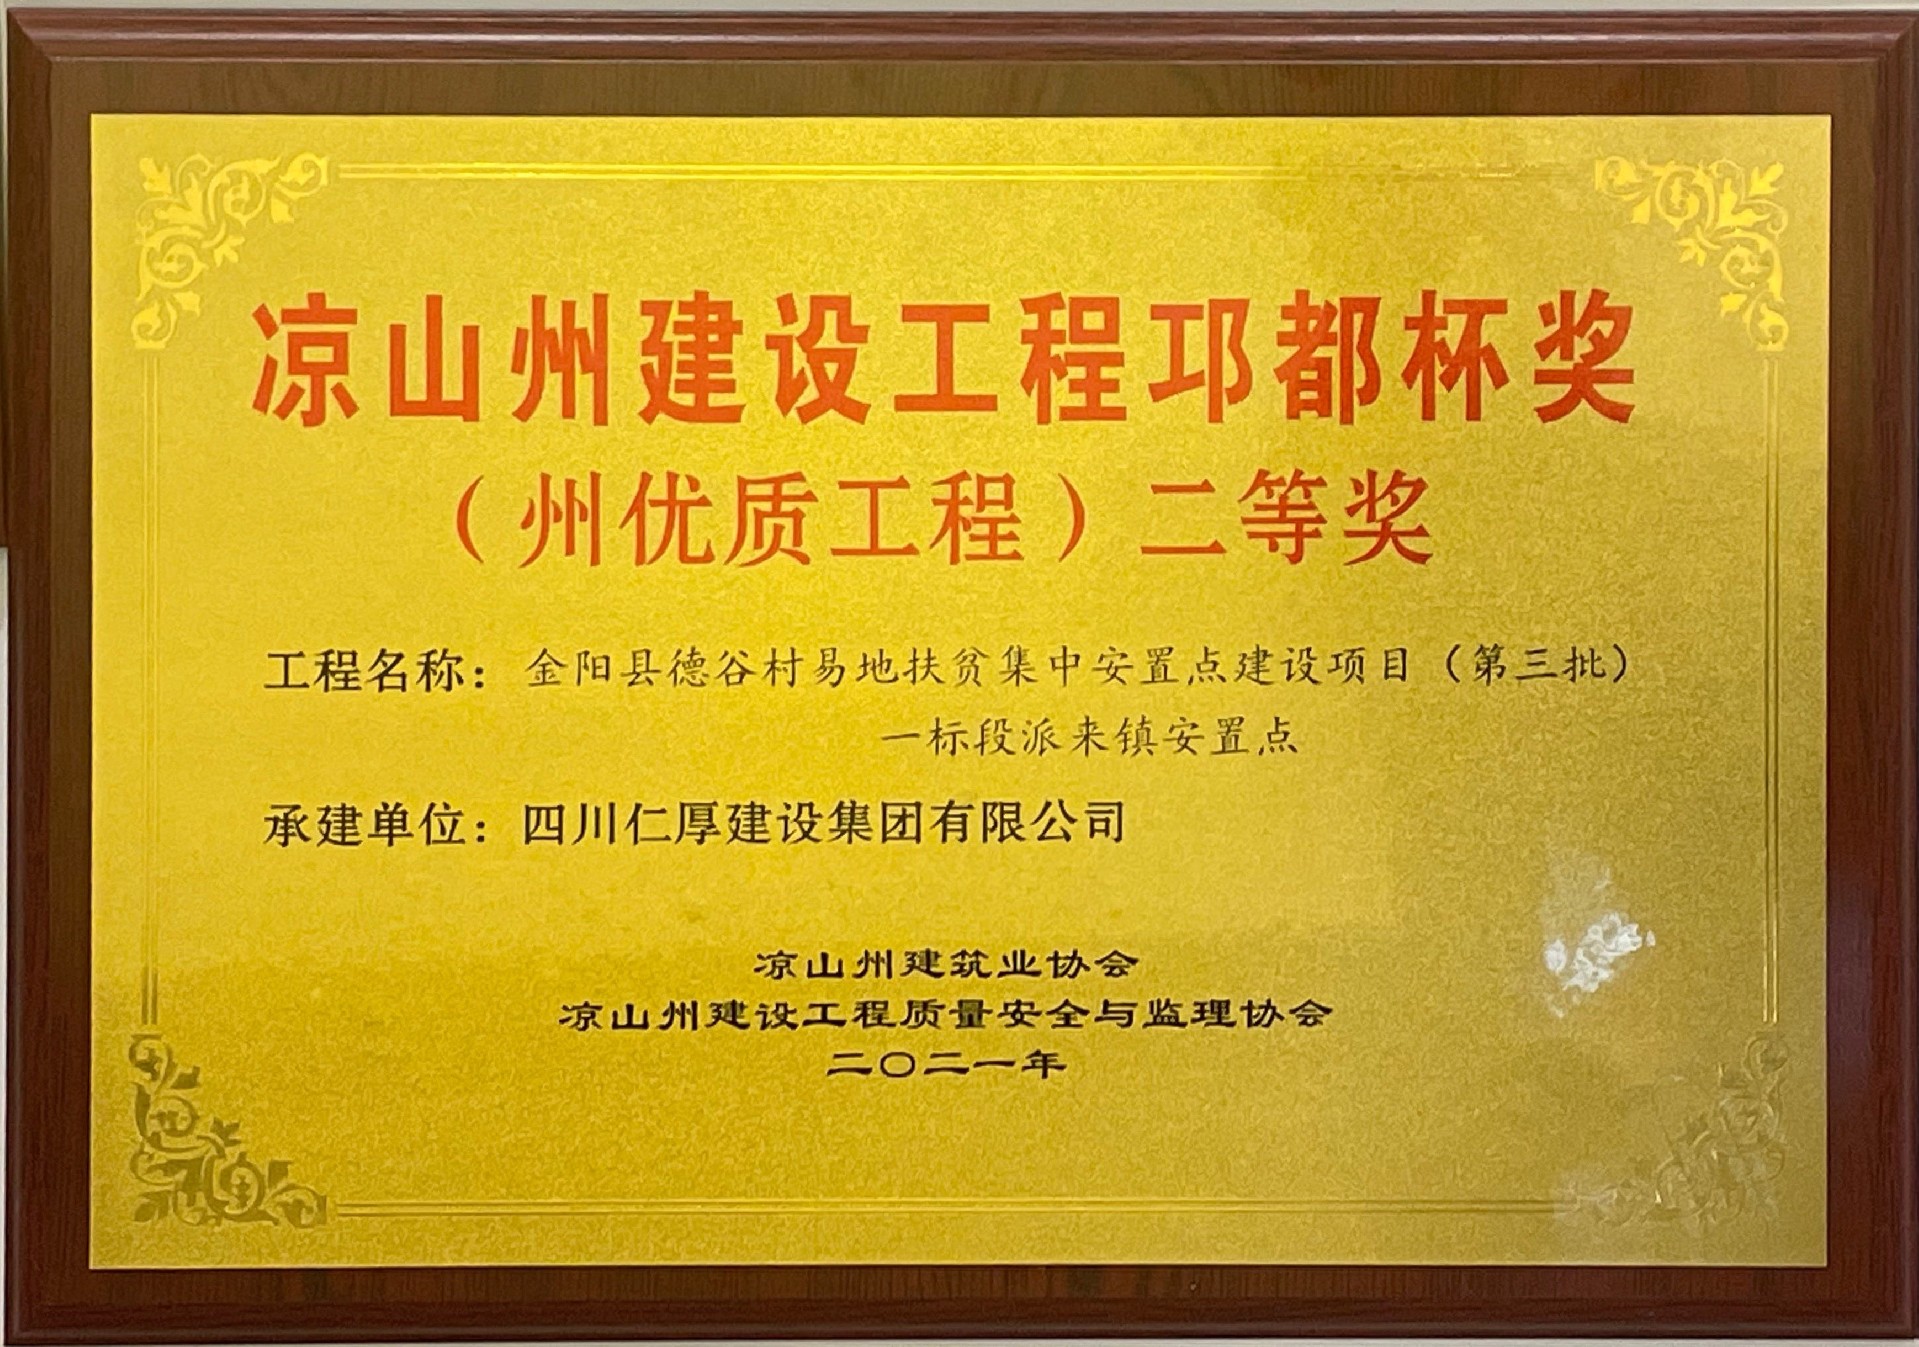 凉山州建设工程邛都杯奖
（州优质工程）二等奖
工程名称：金阳县德谷村易地扶贫集中安置点建设项目（第三批）
一标段派来镇安置点
承建单位：四川仁厚建设集团有限公司
凉山州建筑业协会
凉山州建设工程质量安全与监理协会
二〇二一年